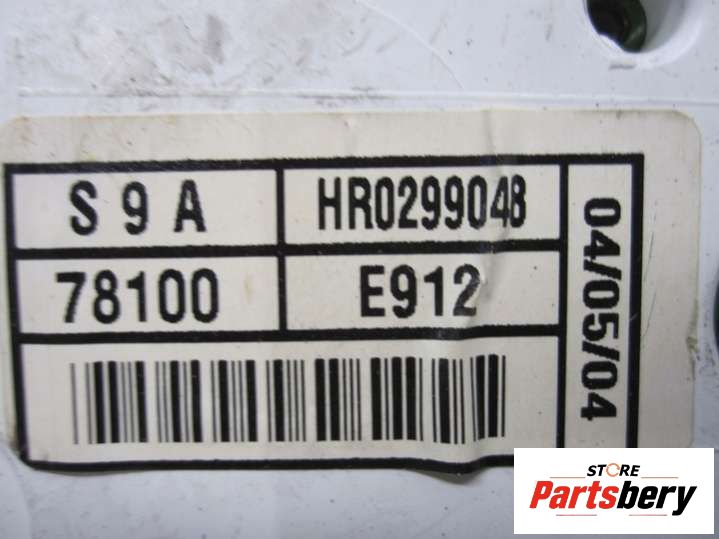 S 9 A HR0299048
78100 E912
04/05/04
STORE
Partsbery